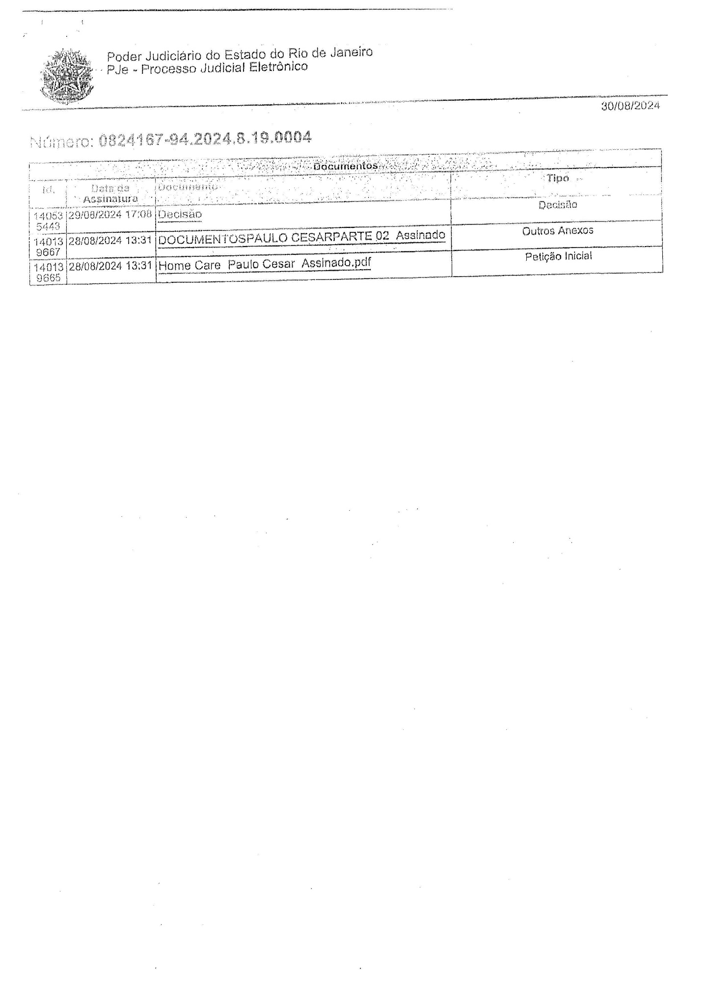 Poder Judiciário do Estado do Rio de Janeiro
PJe - Processo Judicial Eletrônico
30/08/2024
Número: 0824167-94.2024.8.19.0004
Documentos
Id. Data da Assinatura Documento Tipo
14053 5443 29/08/2024 17:08 Decisão Decisão
14013 9667 28/08/2024 13:31 DOCUMENTOSPAULO CESARPARTE 02 Assinado Outros Anexos
14013 9665 28/08/2024 13:31 Home Care Paulo Cesar Assinado.pdf Petição Inicial